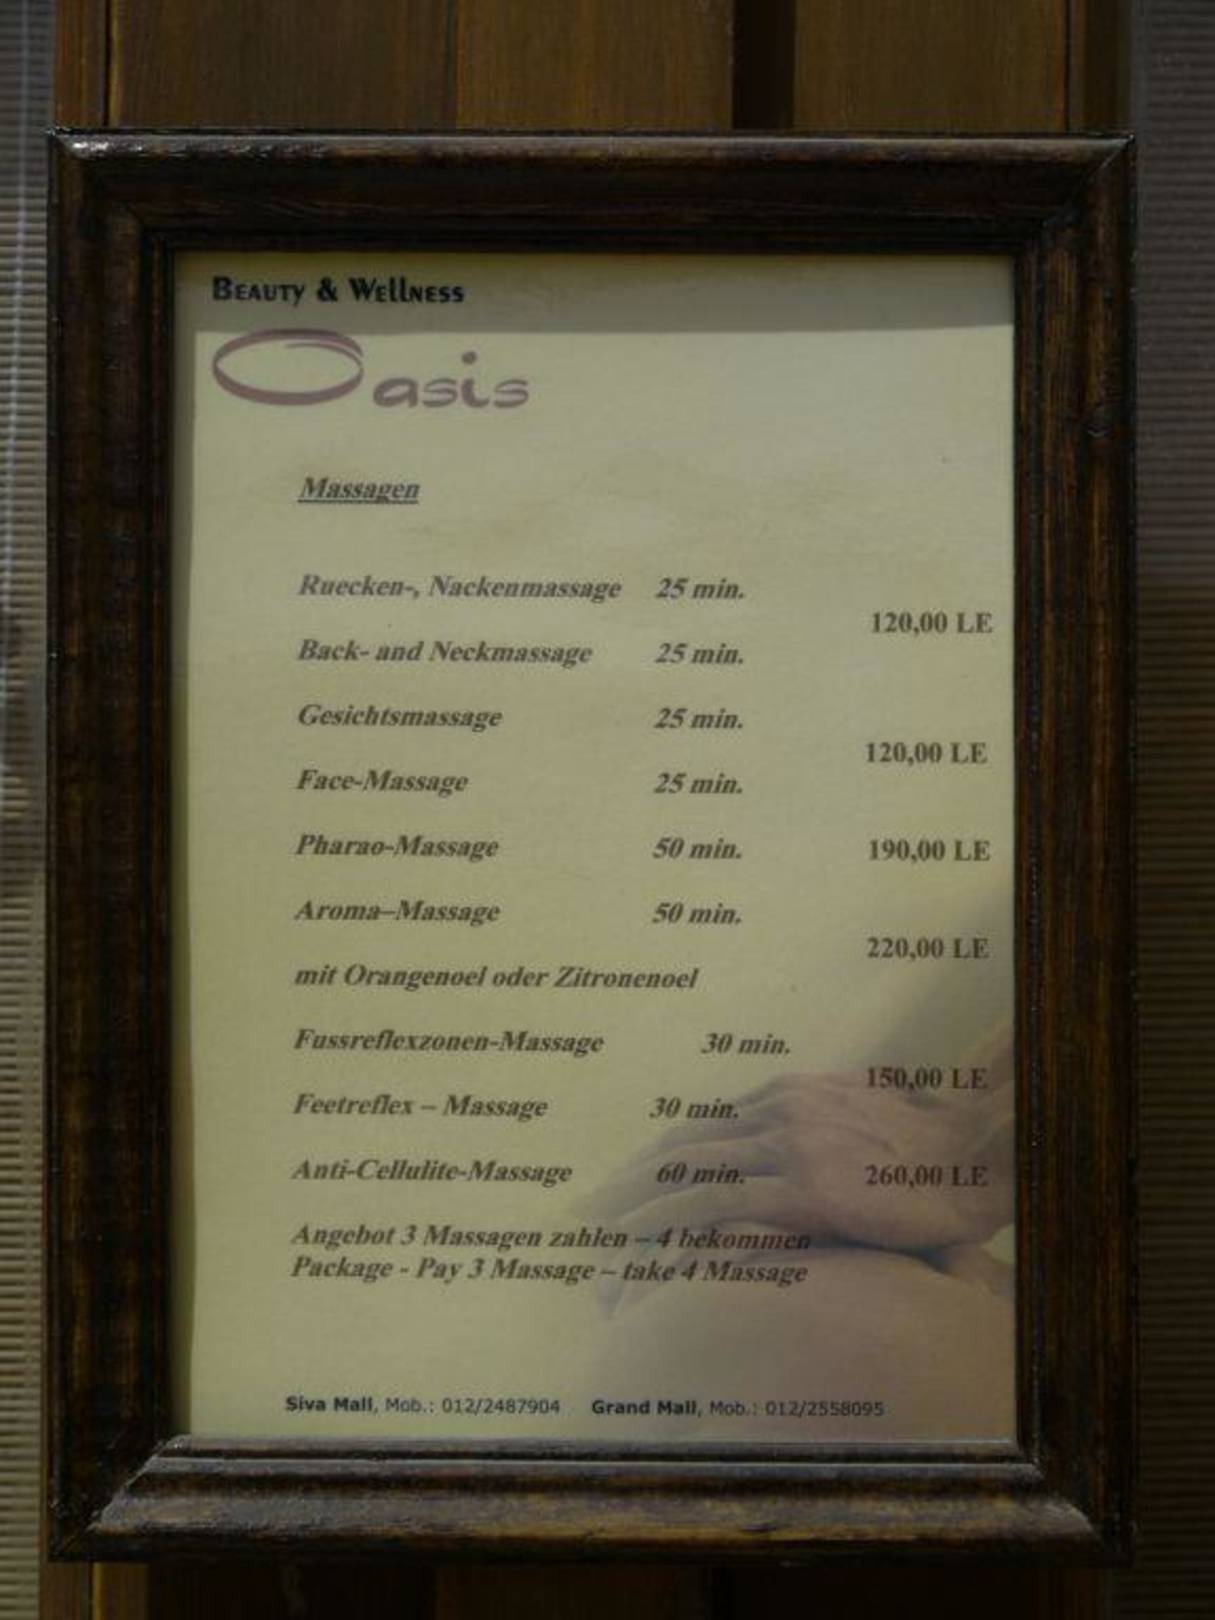 Beauty & Wellness
Oasis
Massagen
Ruecken-, Nackenmassage 25 min.
120,00 LE
Back- and Neckmassage 25 min.
Gesichtsmassage 25 min.
120,00 LE
Face-Massage 25 min.
Pharao-Massage 50 min. 190,00 LE
Aroma–Massage 50 min.
220,00 LE
mit Orangenoel oder Zitronenoel
Fussreflexzonen-Massage 30 min.
150,00 LE
Feetreflex – Massage 30 min.
Anti-Cellulite-Massage 60 min. 260,00 LE
Angebot 3 Massagen zahlen – 4 bekommen
Package - Pay 3 Massage – take 4 Massage
Siva Mall, Mob.: 012/2487904 Grand Mall, Mob.: 012/2558095